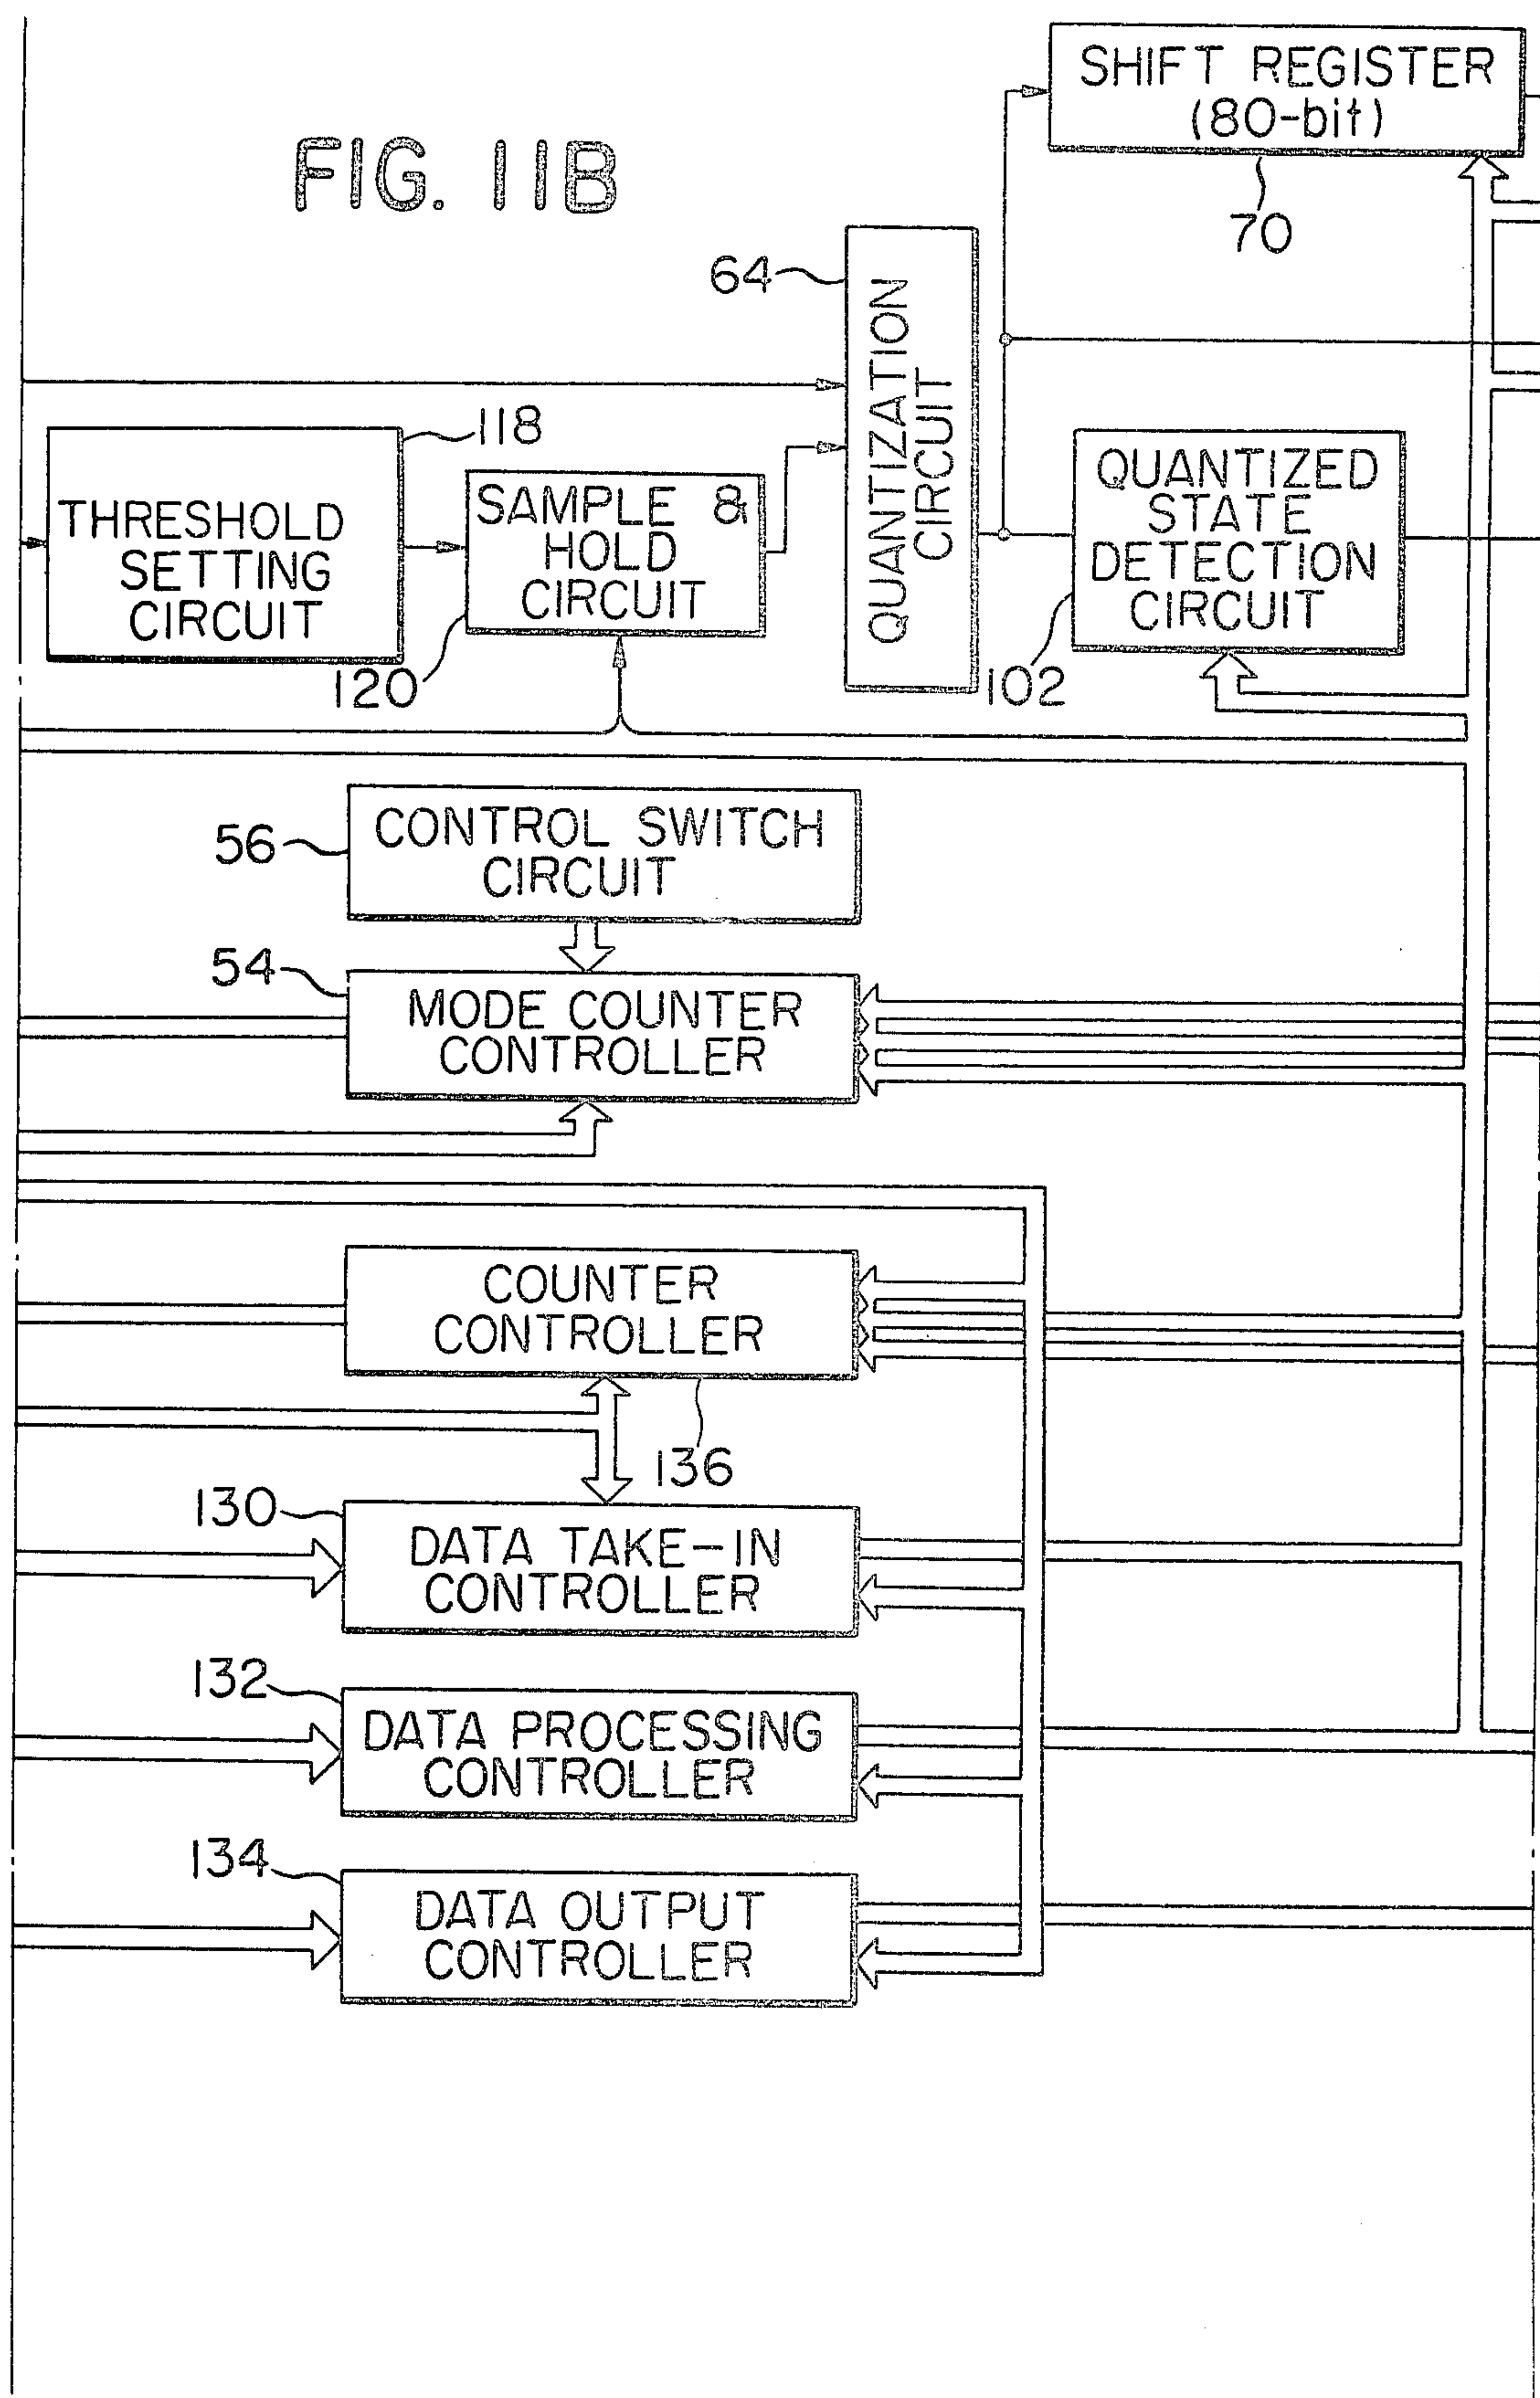 SHIFT REGISTER
(80-bit)
70
FIG. 11B
64
QUANTIZATION
CIRCUIT
118
THRESHOLD
SETTING
CIRCUIT
SAMPLE &
HOLD
CIRCUIT
120
QUANTIZED
STATE
DETECTION
CIRCUIT
102
56
CONTROL SWITCH
CIRCUIT
54
MODE COUNTER
CONTROLLER
COUNTER
CONTROLLER
136
130
DATA TAKE-IN
CONTROLLER
132
DATA PROCESSING
CONTROLLER
134
DATA OUTPUT
CONTROLLER